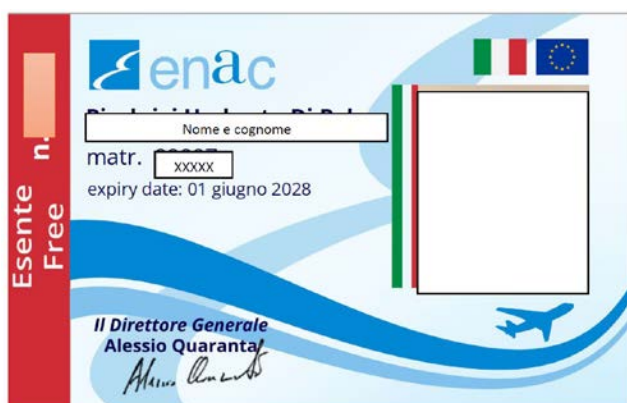 Esente n.
Free
enac
Nome e cognome
matr. xxxxx
expiry date: 01 giugno 2028
Il Direttore Generale
Alessio Quaranta